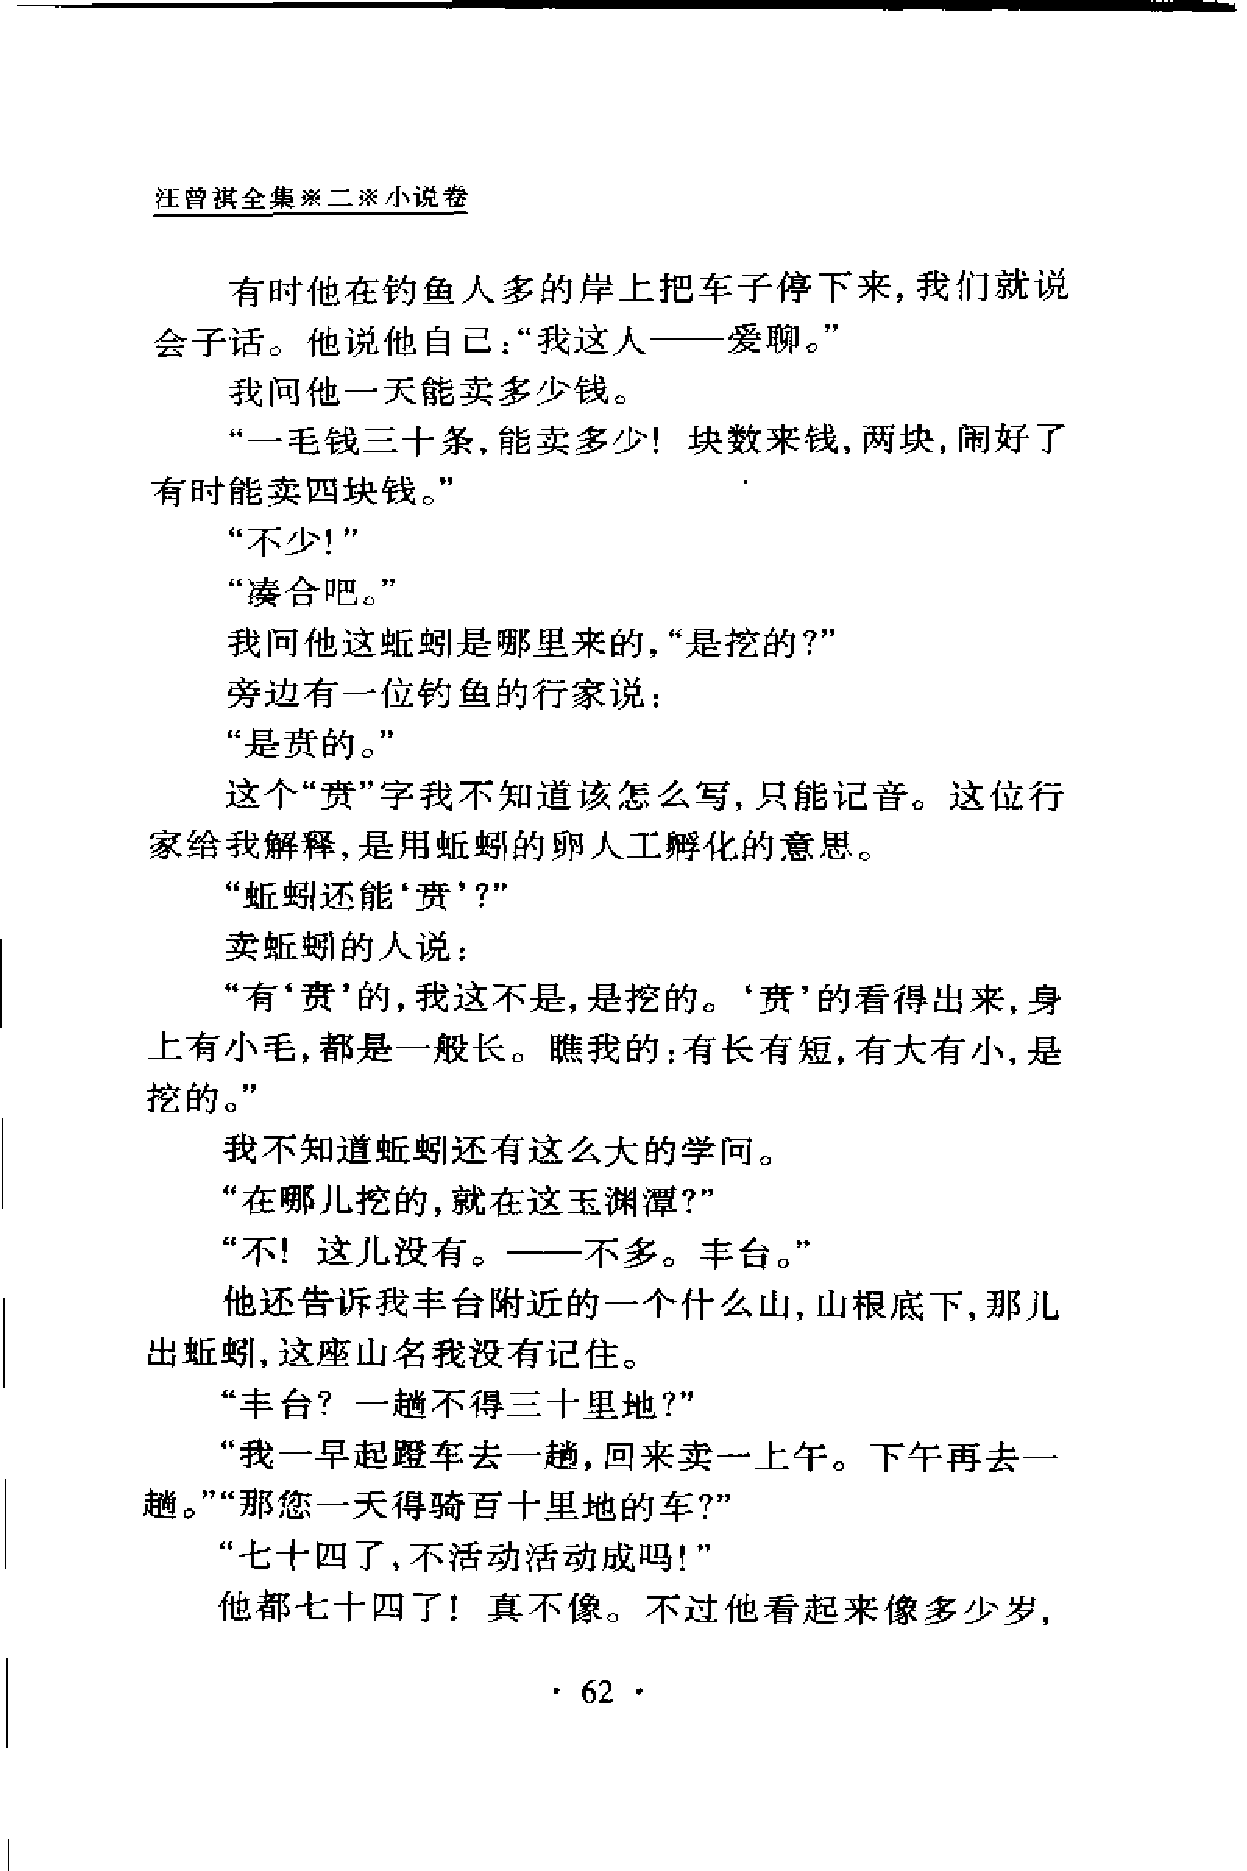 汪曾祺全集※二※小说卷
有时他在钓鱼人多的岸上把车子停下来,我们就说
会子话。他说他自己:“我这人——爱聊。”
我问他一天能卖多少钱。
“一毛钱三十条,能卖多少! 块数来钱,两块,闹好了
有时能卖四块钱。”
“不少!”
“凑合吧。”
我问他这蚯蚓是哪里来的,“是挖的?”
旁边有一位钓鱼的行家说:
“是贲的。”
这个“贲”字我不知道该怎么写,只能记音。这位行
家给我解释,是用蚯蚓的卵人工孵化的意思。
“蚯蚓还能‘贲’?”
卖蚯蚓的人说:
“有‘贲’的,我这不是,是挖的。‘贲’的看得出来,身
上有小毛,都是一般长。瞧我的:有长有短,有大有小,是
挖的。”
我不知道蚯蚓还有这么大的学问。
“在哪儿挖的,就在这玉渊潭?”
“不! 这儿没有。——不多。丰台。”
他还告诉我丰台附近的一个什么山,山根底下,那儿
出蚯蚓,这座山名我没有记住。
“丰台? 一趟不得三十里地?”
“我一早起蹬车去一趟,回来卖一上午。下午再去一
趟。”“那您一天得骑百十里地的车?”
“七十四了,不活动活动成吗!”
他都七十四了! 真不像。不过他看起来像多少岁,
· 62 ·